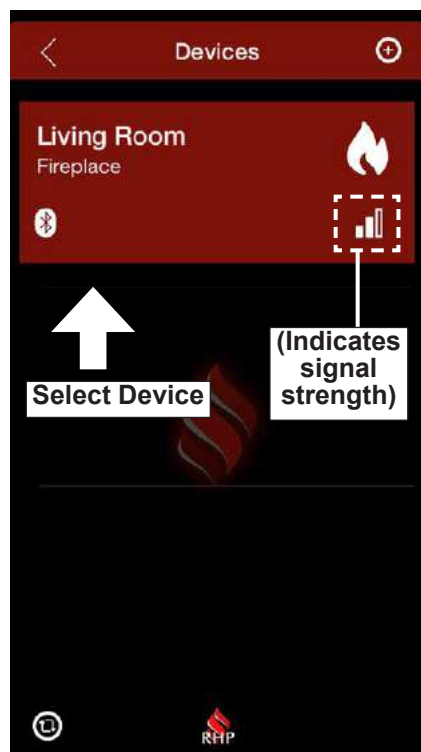 Devices
Living Room
Fireplace
(Indicates
signal
strength)
Select Device
RHP